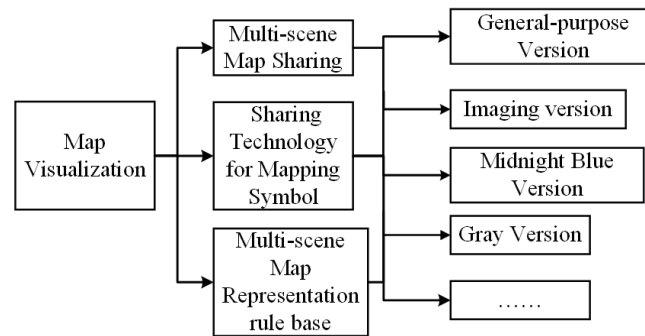 Map
Visualization
Multi-scene
Map Sharing
Sharing
Technology
for Mapping
Symbol
Multi-scene
Map
Representation
rule base
General-purpose
Version
Imaging version
Midnight Blue
Version
Gray Version
……